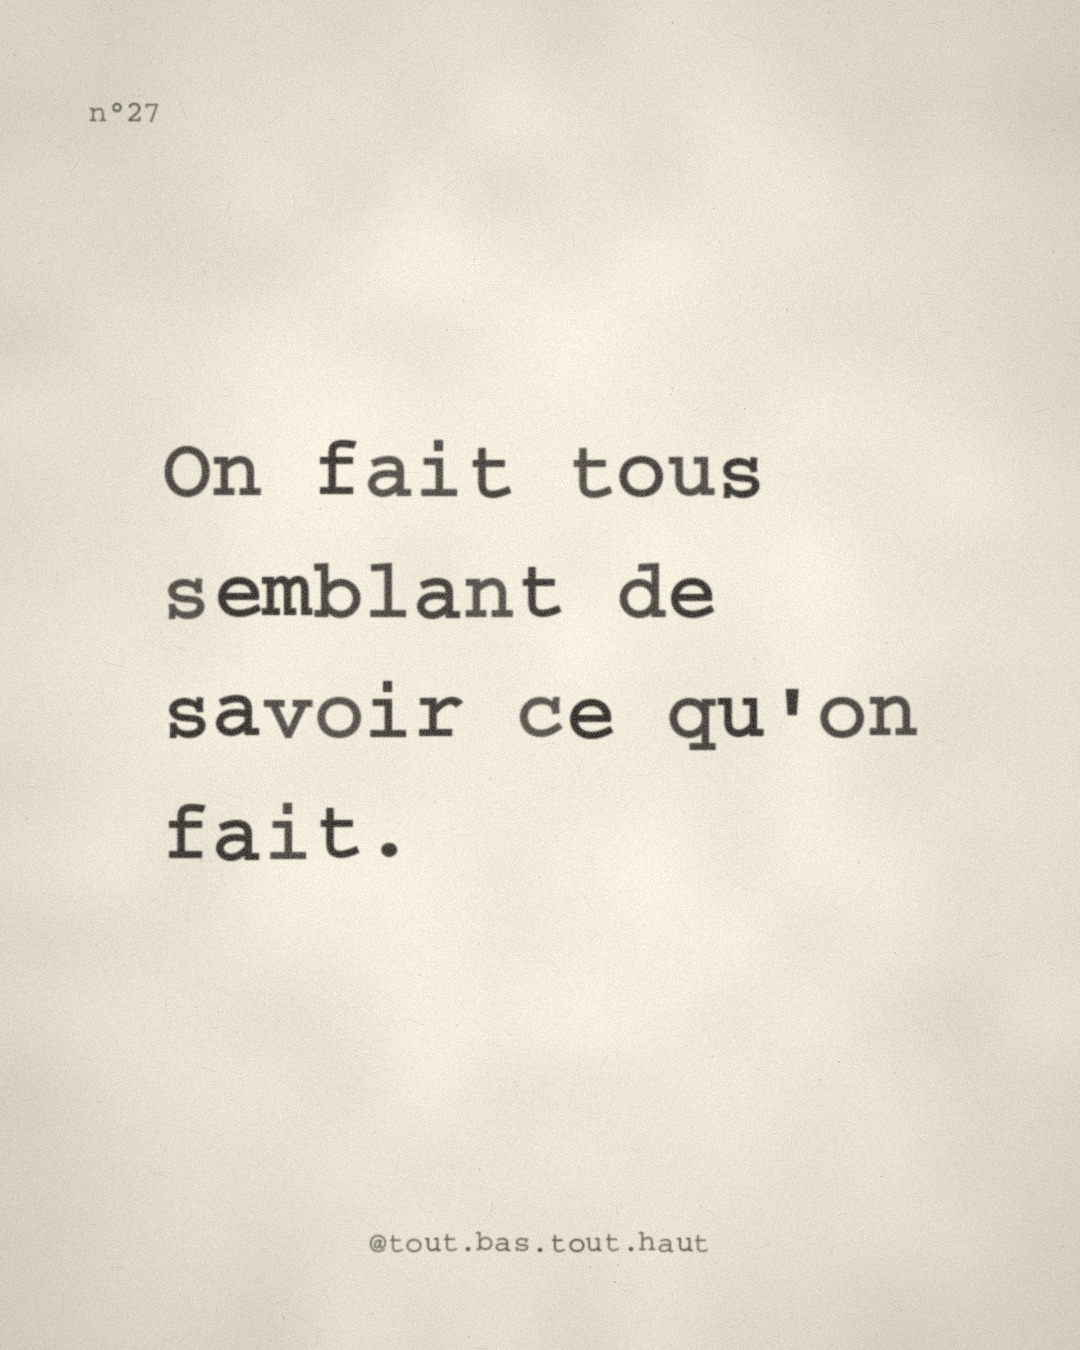 n°27
On fait tous
semblant de
savoir ce qu'on
fait.
@tout.bas.tout.haut